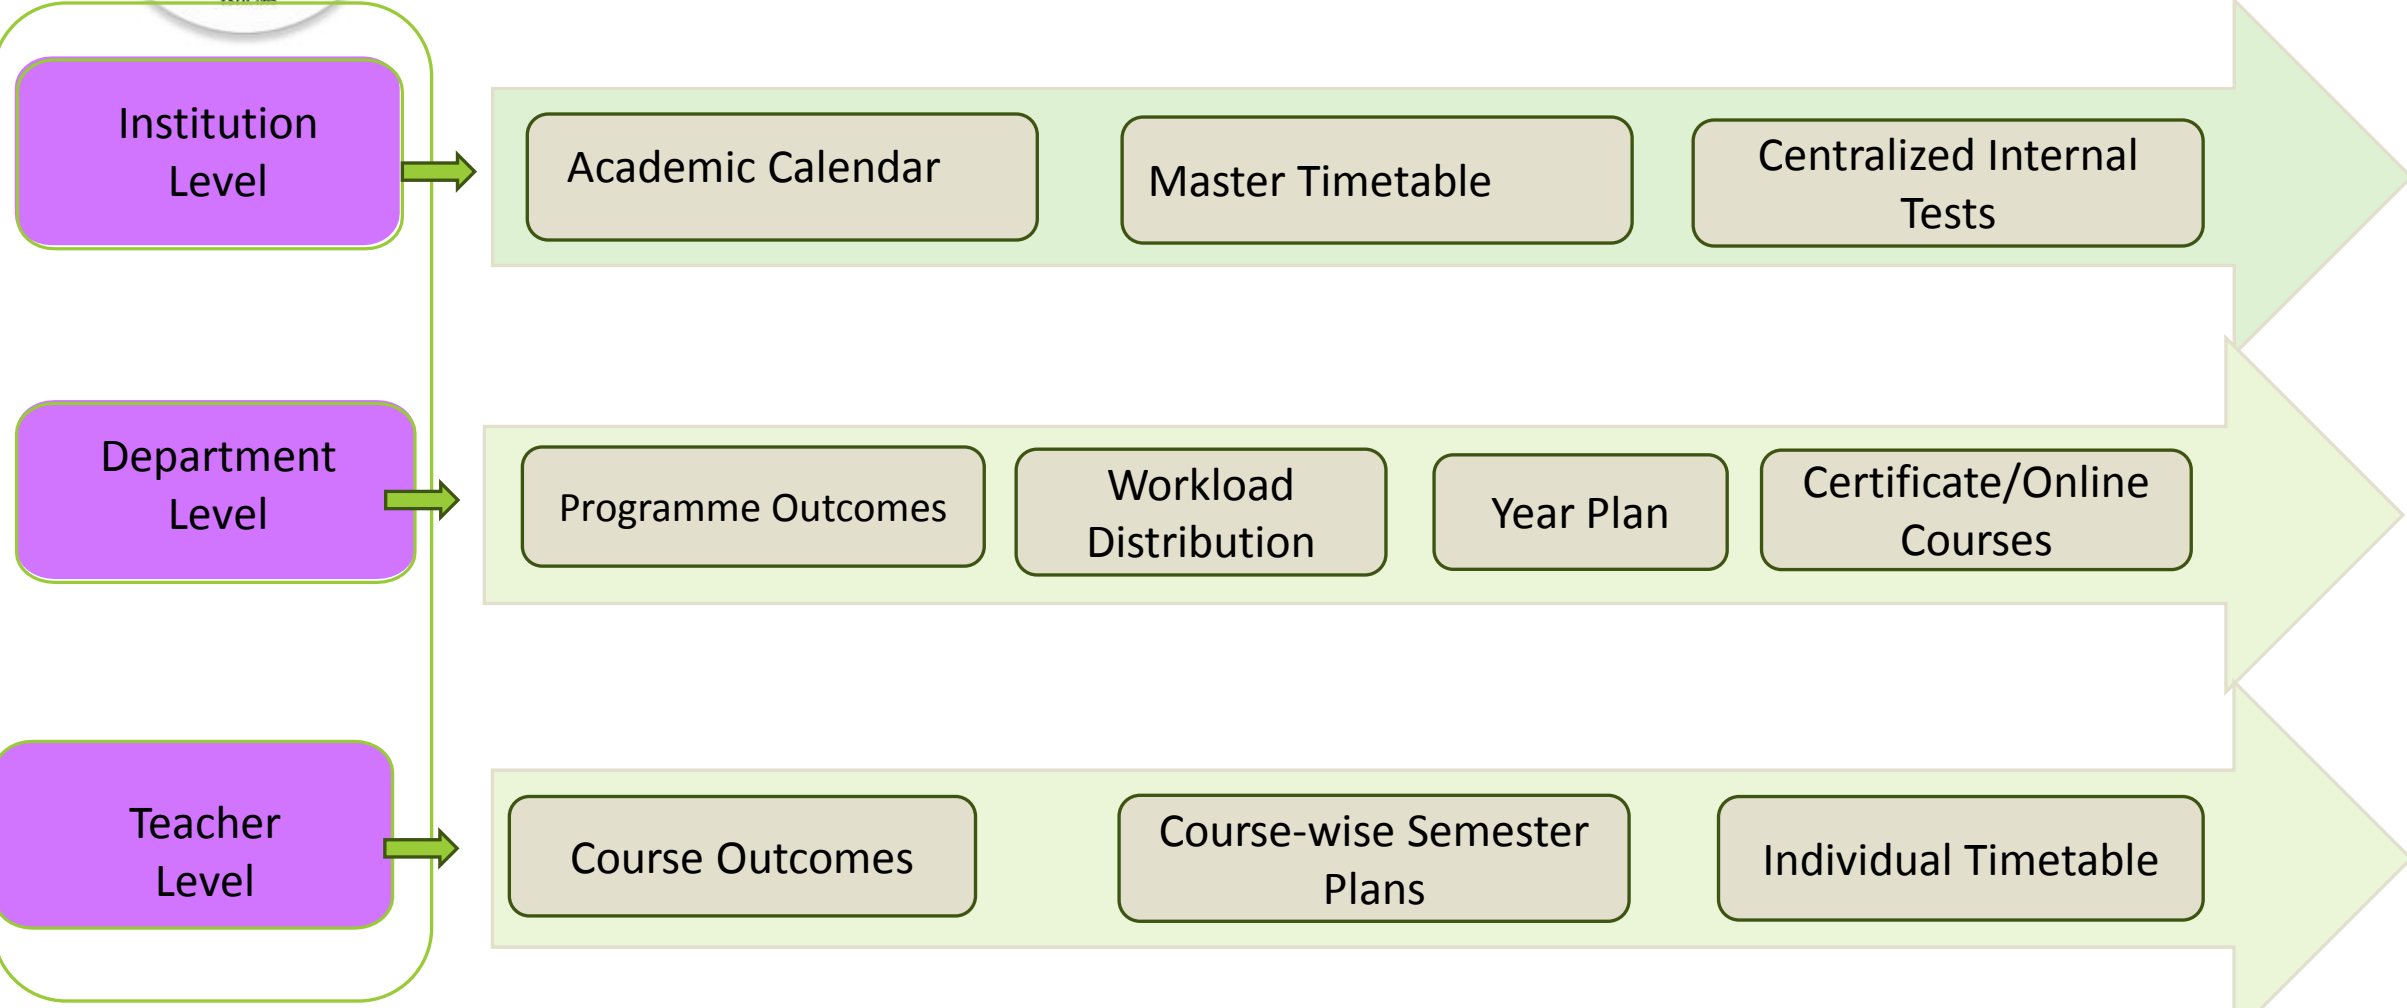 Institution
Level
Academic Calendar
Master Timetable
Centralized Internal
Tests
Department
Level
Programme Outcomes
Workload
Distribution
Year Plan
Certificate/Online
Courses
Teacher
Level
Course Outcomes
Course-wise Semester
Plans
Individual Timetable